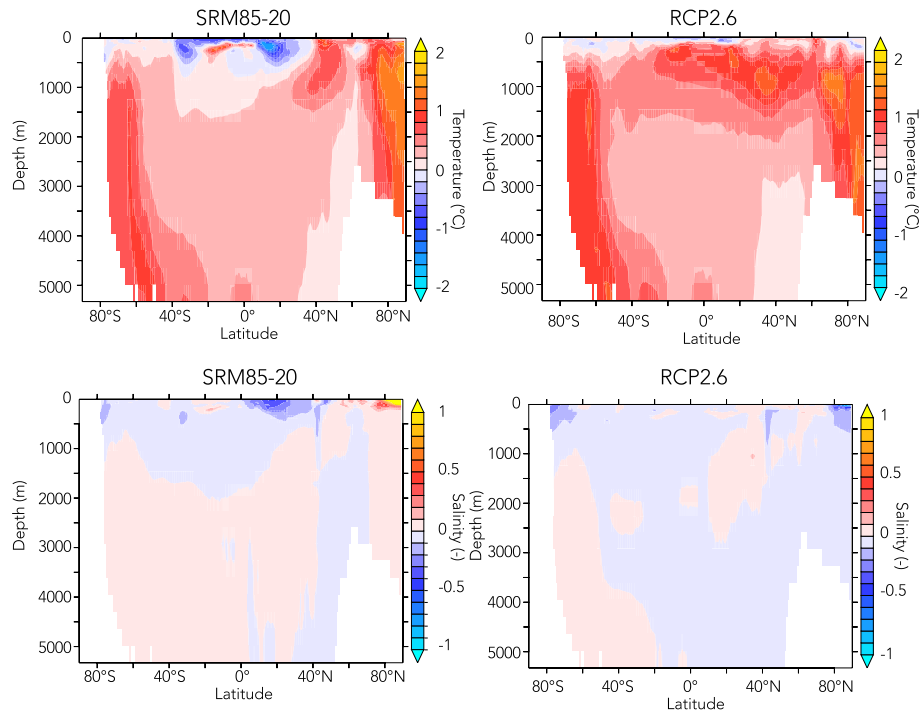 SRM85-20
RCP2.6
0
1000
2000
3000
4000
5000
Depth (m)
80°S
40°S
0°
40°N
80°N
Latitude
2
1
0
-1
-2
Temperature (°C)
0
1000
2000
3000
4000
5000
Depth (m)
80°S
40°S
0°
40°N
80°N
Latitude
2
1
0
-1
-2
Temperature (°C)
SRM85-20
RCP2.6
0
1000
2000
3000
4000
5000
Depth (m)
80°S
40°S
0°
40°N
80°N
Latitude
1
0.5
0
-0.5
-1
Salinity (-)
0
1000
2000
3000
4000
5000
Depth (m)
80°S
40°S
0°
40°N
80°N
Latitude
1
0.5
0
-0.5
-1
Salinity (-)